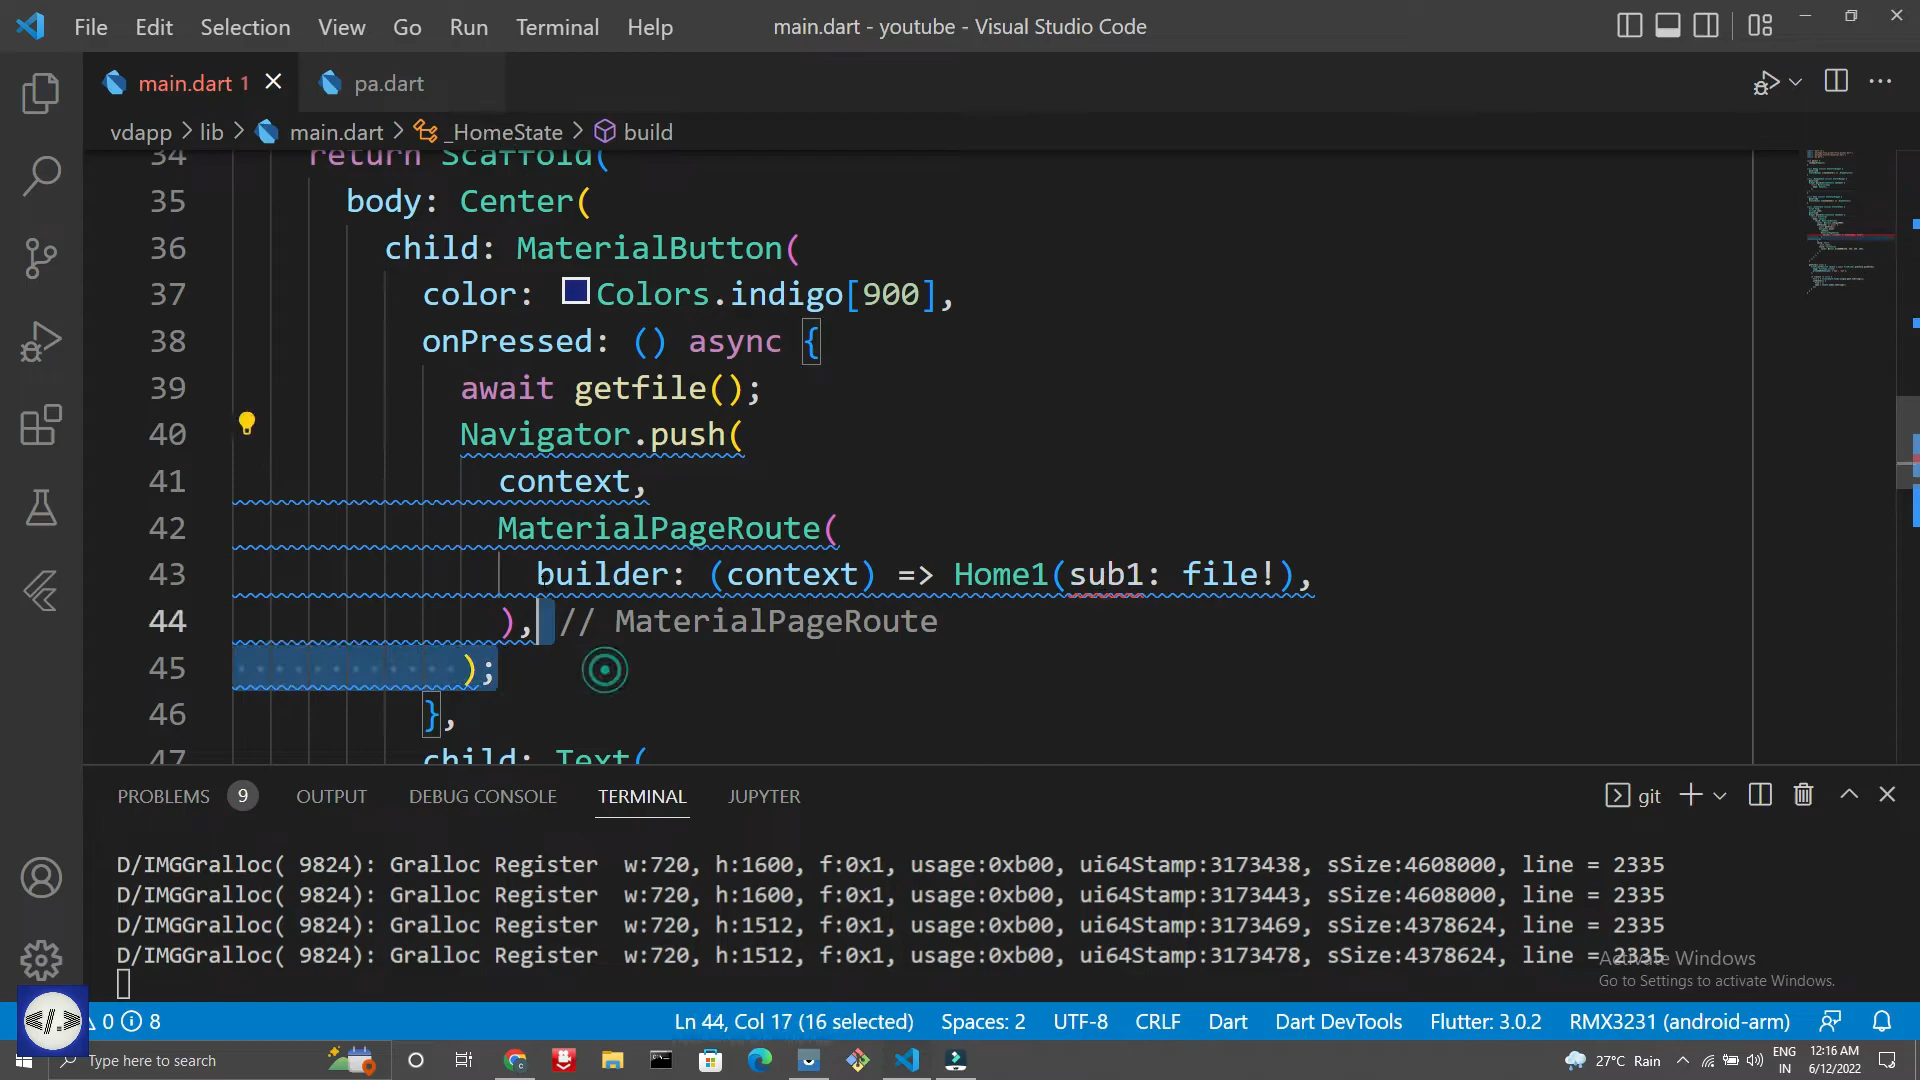 File Edit Selection View Go Run Terminal Help main.dart - youtube - Visual Studio Code
main.dart 1 pa.dart
vdapp > lib > main.dart > _HomeState > build
34 return Scaffold(
35 body: Center(
36 child: MaterialButton(
37 color: Colors.indigo[900],
38 onPressed: () async {
39 await getfile();
40 Navigator.push(
41 context,
42 MaterialPageRoute(
43 builder: (context) => Home1(sub1: file!),
44 ), // MaterialPageRoute
45 );
46 },
47 child: Text(
PROBLEMS 9 OUTPUT DEBUG CONSOLE TERMINAL JUPYTER git
D/IMGGralloc( 9824): Gralloc Register w:720, h:1600, f:0x1, usage:0xb00, ui64Stamp:3173438, sSize:4608000, line = 2335
D/IMGGralloc( 9824): Gralloc Register w:720, h:1600, f:0x1, usage:0xb00, ui64Stamp:3173443, sSize:4608000, line = 2335
D/IMGGralloc( 9824): Gralloc Register w:720, h:1512, f:0x1, usage:0xb00, ui64Stamp:3173469, sSize:4378624, line = 2335
D/IMGGralloc( 9824): Gralloc Register w:720, h:1512, f:0x1, usage:0xb00, ui64Stamp:3173478, sSize:4378624, line = 2335
Activate Windows
Go to Settings to activate Windows.
</.> 0 8 Ln 44, Col 17 (16 selected) Spaces: 2 UTF-8 CRLF Dart Dart DevTools Flutter: 3.0.2 RMX3231 (android-arm)
Type here to search 27°C Rain ENG 12:16 AM
IN 6/12/2022